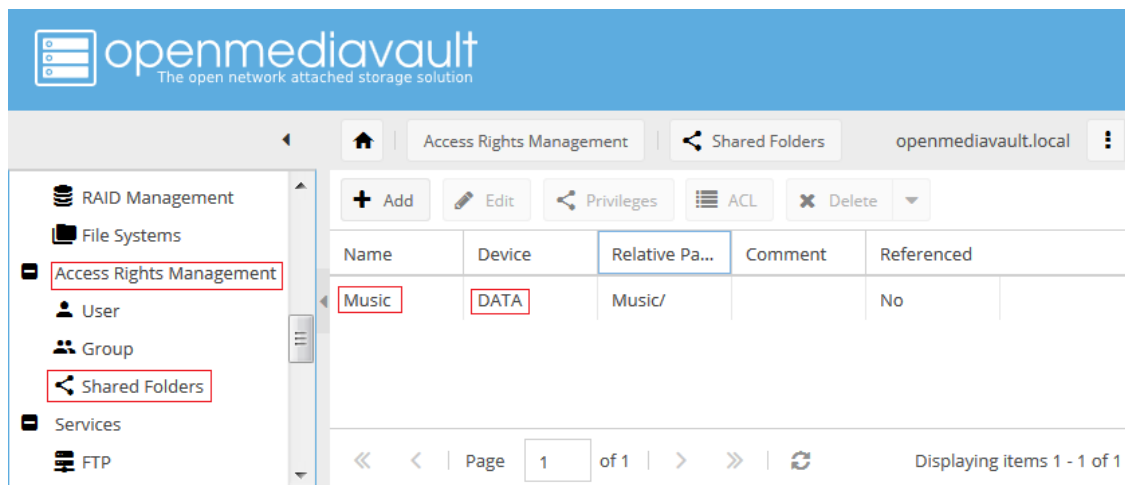 openmediavault
The open network attached storage solution
Access Rights Management
Shared Folders
openmediavault.local
RAID Management
File Systems
Access Rights Management
User
Group
Shared Folders
Services
FTP
Add
Edit
Privileges
ACL
Delete
Name Device Relative Pa... Comment Referenced
Music DATA Music/ No
Page 1 of 1
Displaying items 1 - 1 of 1